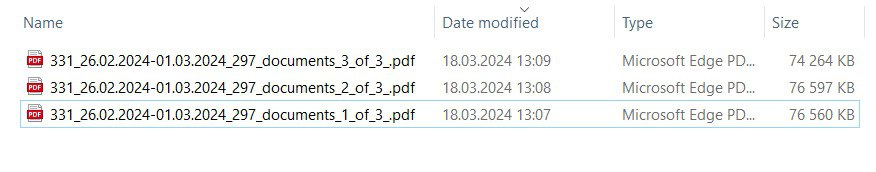 Name Date modified Type Size
PDF 331_26.02.2024-01.03.2024_297_documents_3_of_3_.pdf 18.03.2024 13:09 Microsoft Edge PD... 74 264 KB
PDF 331_26.02.2024-01.03.2024_297_documents_2_of_3_.pdf 18.03.2024 13:08 Microsoft Edge PD... 76 597 KB
PDF 331_26.02.2024-01.03.2024_297_documents_1_of_3_.pdf 18.03.2024 13:07 Microsoft Edge PD... 76 560 KB